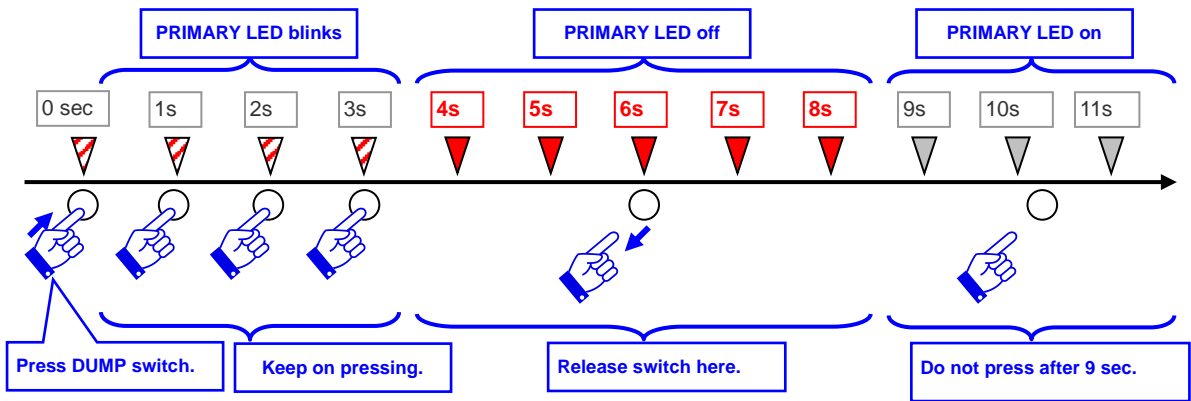 PRIMARY LED blinks
PRIMARY LED off
PRIMARY LED on
0 sec
1s
2s
3s
4s
5s
6s
7s
8s
9s
10s
11s
Press DUMP switch.
Keep on pressing.
Release switch here.
Do not press after 9 sec.